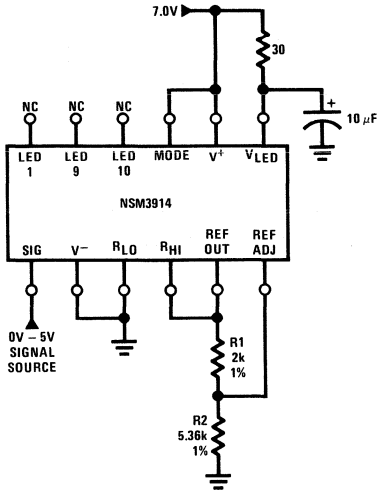 7.0V
30
NC NC NC
+
10 µF
LED 1
LED 9
LED 10
MODE
V+
VLED
NSM3914
SIG
V−
RLO
RHI
REF OUT
REF ADJ
0V – 5V
SIGNAL
SOURCE
R1
2k
1%
R2
5.36k
1%